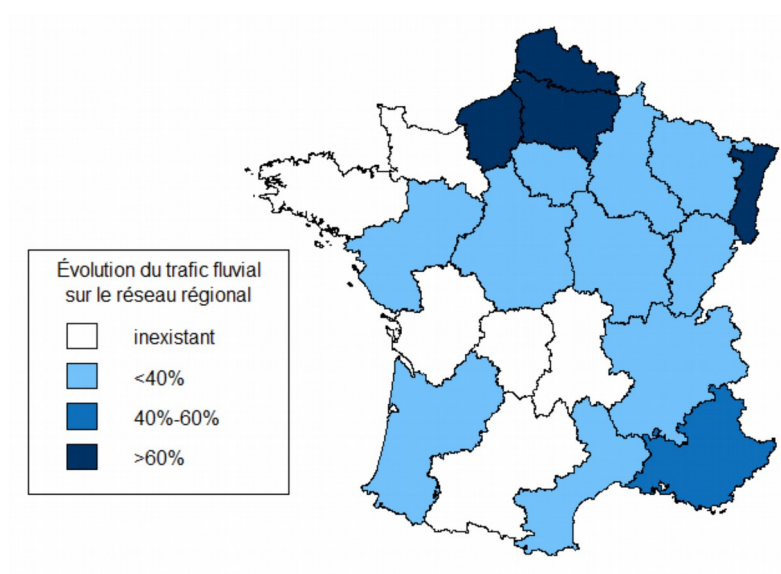 Évolution du trafic fluvial
sur le réseau régional
inexistant
<40%
40%-60%
>60%